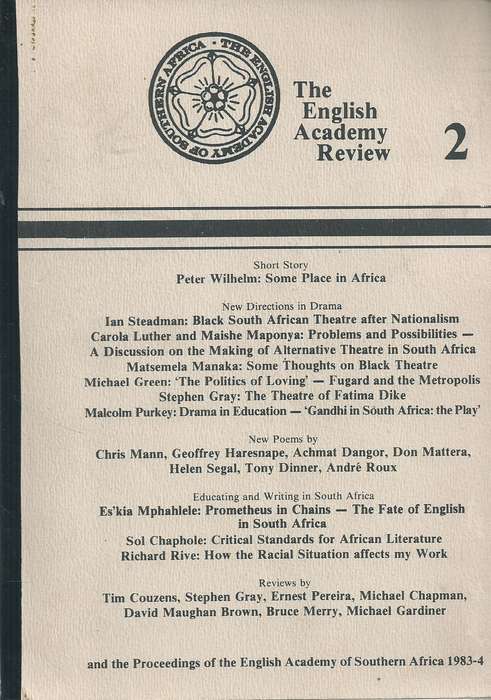 THE ENGLISH ACADEMY OF SOUTHERN AFRICA ·
The
English
Academy
Review
2
Short Story
Peter Wilhelm: Some Place in Africa
New Directions in Drama
Ian Steadman: Black South African Theatre after Nationalism
Carola Luther and Maishe Maponya: Problems and Possibilities —
A Discussion on the Making of Alternative Theatre in South Africa
Matsemela Manaka: Some Thoughts on Black Theatre
Michael Green: ‘The Politics of Loving’ — Fugard and the Metropolis
Stephen Gray: The Theatre of Fatima Dike
Malcolm Purkey: Drama in Education — ‘Gandhi in South Africa: the Play’
New Poems by
Chris Mann, Geoffrey Haresnape, Achmat Dangor, Don Mattera,
Helen Segal, Tony Dinner, André Roux
Educating and Writing in South Africa
Es’kia Mphahlele: Prometheus in Chains — The Fate of English
in South Africa
Sol Chaphole: Critical Standards for African Literature
Richard Rive: How the Racial Situation affects my Work
Reviews by
Tim Couzens, Stephen Gray, Ernest Pereira, Michael Chapman,
David Maughan Brown, Bruce Merry, Michael Gardiner
and the Proceedings of the English Academy of Southern Africa 1983-4